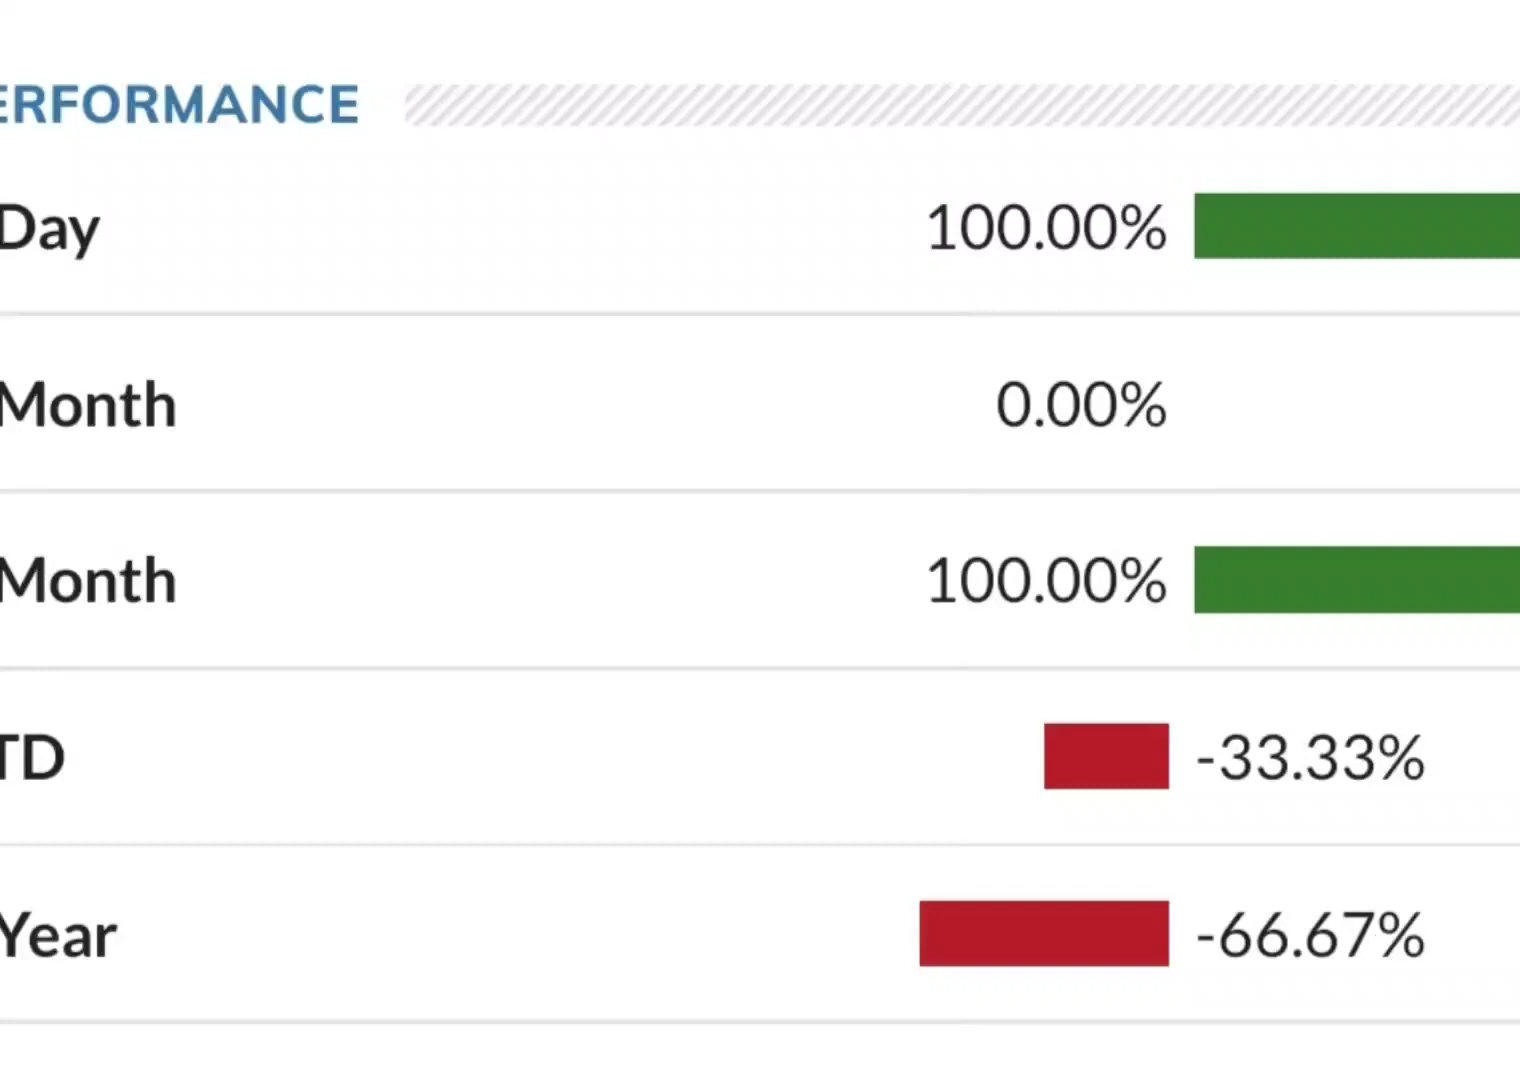 ERFORMANCE
Day 100.00%
Month 0.00%
Month 100.00%
TD -33.33%
Year -66.67%